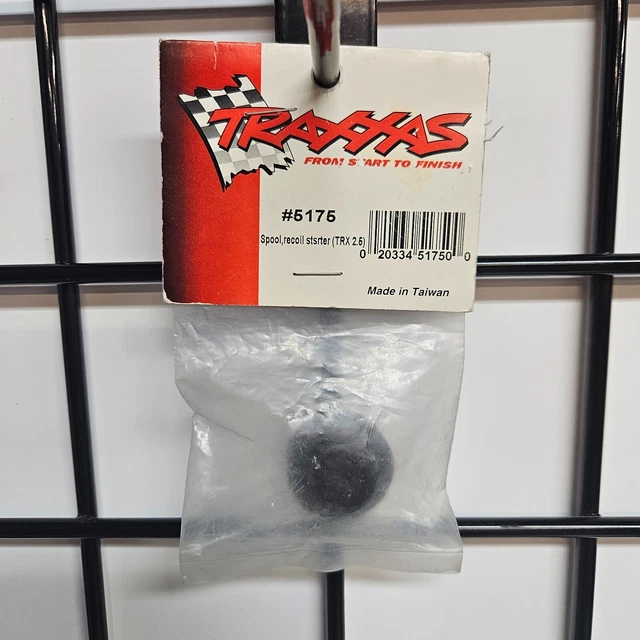 TRAXXAS
FROM START TO FINISH
#5175
Spool,recoil stsrter (TRX 2.5)
0 20334 51750 0
Made in Taiwan